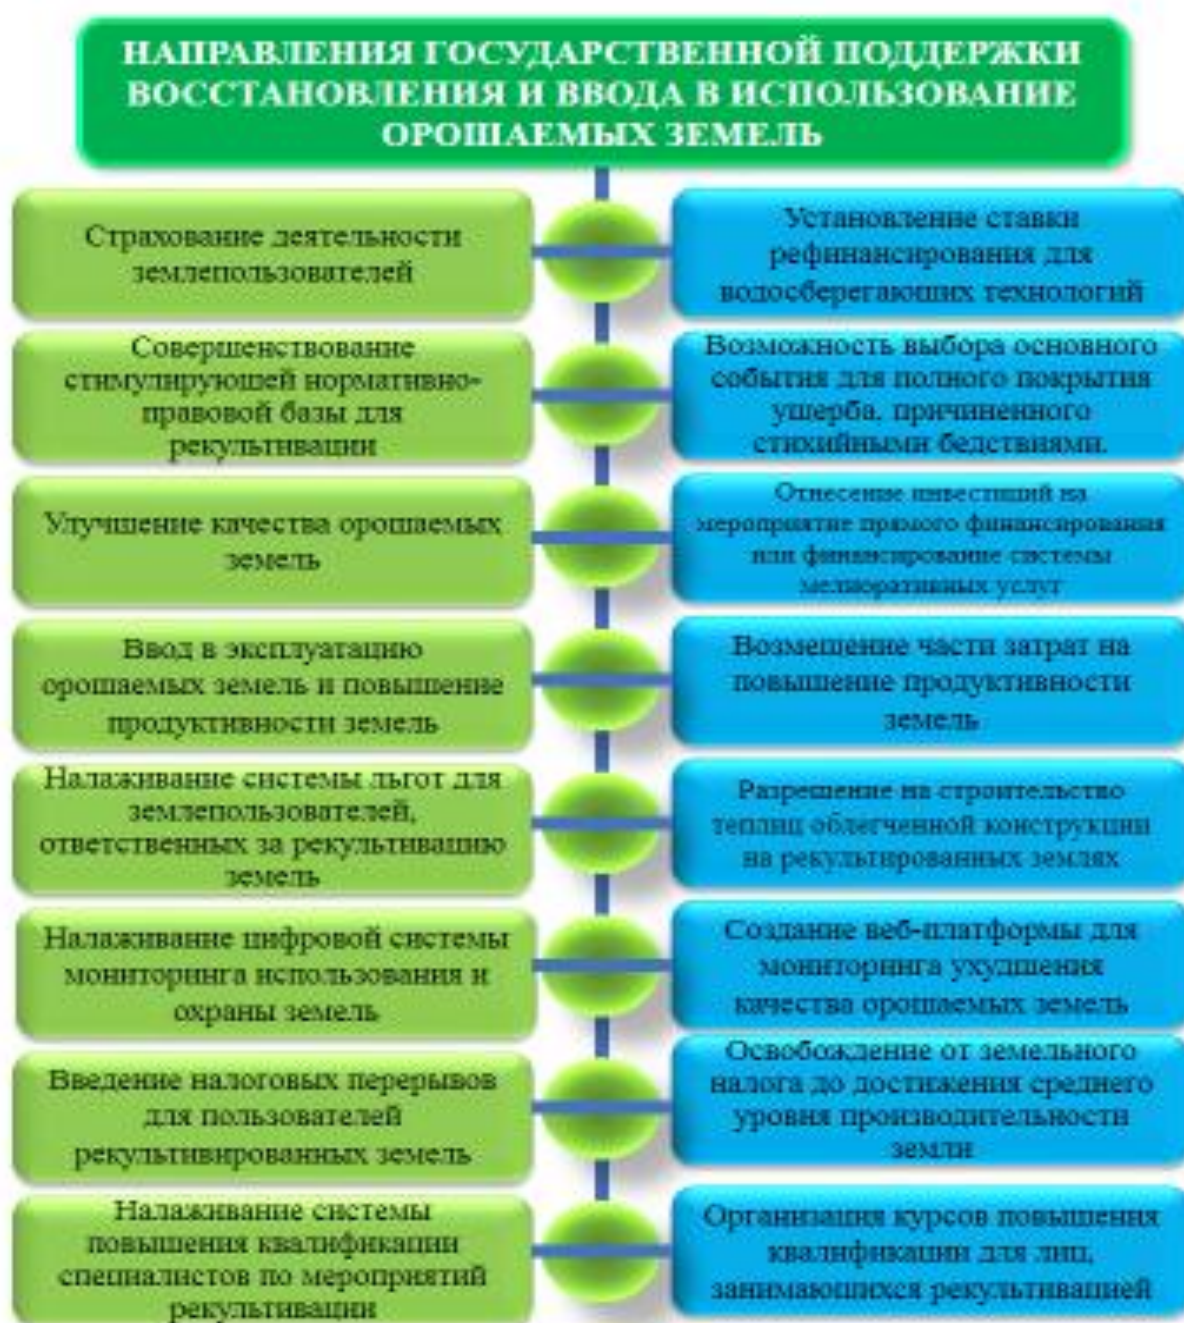 НАПРАВЛЕНИЯ ГОСУДАРСТВЕННОЙ ПОДДЕРЖКИ
ВОССТАНОВЛЕНИЯ И ВВОДА В ИСПОЛЬЗОВАНИЕ
ОРОШАЕМЫХ ЗЕМЕЛЬ
Страхование деятельности
землепользователей
Установление ставки
рефинансирования для
водосберегающих технологий
Совершенствование
стимулирующей нормативно-
правовой базы для
рекультивации
Возможность выбора основного
события для полного покрытия
ущерба, причиненного
стихийными бедствиями.
Улучшение качества орошаемых
земель
Отнесение инвестиций на
мероприятие прямого финансирования
или финансирование системы
мелиоративных услуг
Ввод в эксплуатацию
орошаемых земель и повышение
продуктивности земель
Возмещение части затрат на
повышение продуктивности
земель
Налаживание системы льгот для
землепользователей,
ответственных за рекультивацию
земель
Разрешение на строительство
теплиц облегченной конструкции
на рекультированных землях
Налаживание цифровой системы
мониторинга использования и
охраны земель
Создание веб-платформы для
мониторинга ухудшения
качества орошаемых земель
Введение налоговых перерывов
для пользователей
рекультивированных земель
Освобождение от земельного
налога до достижения среднего
уровня производительности
земли
Налаживание системы
повышения квалификации
специалистов по мероприятий
рекультивации
Организация курсов повышения
квалификации для лиц,
занимающихся рекультивацией